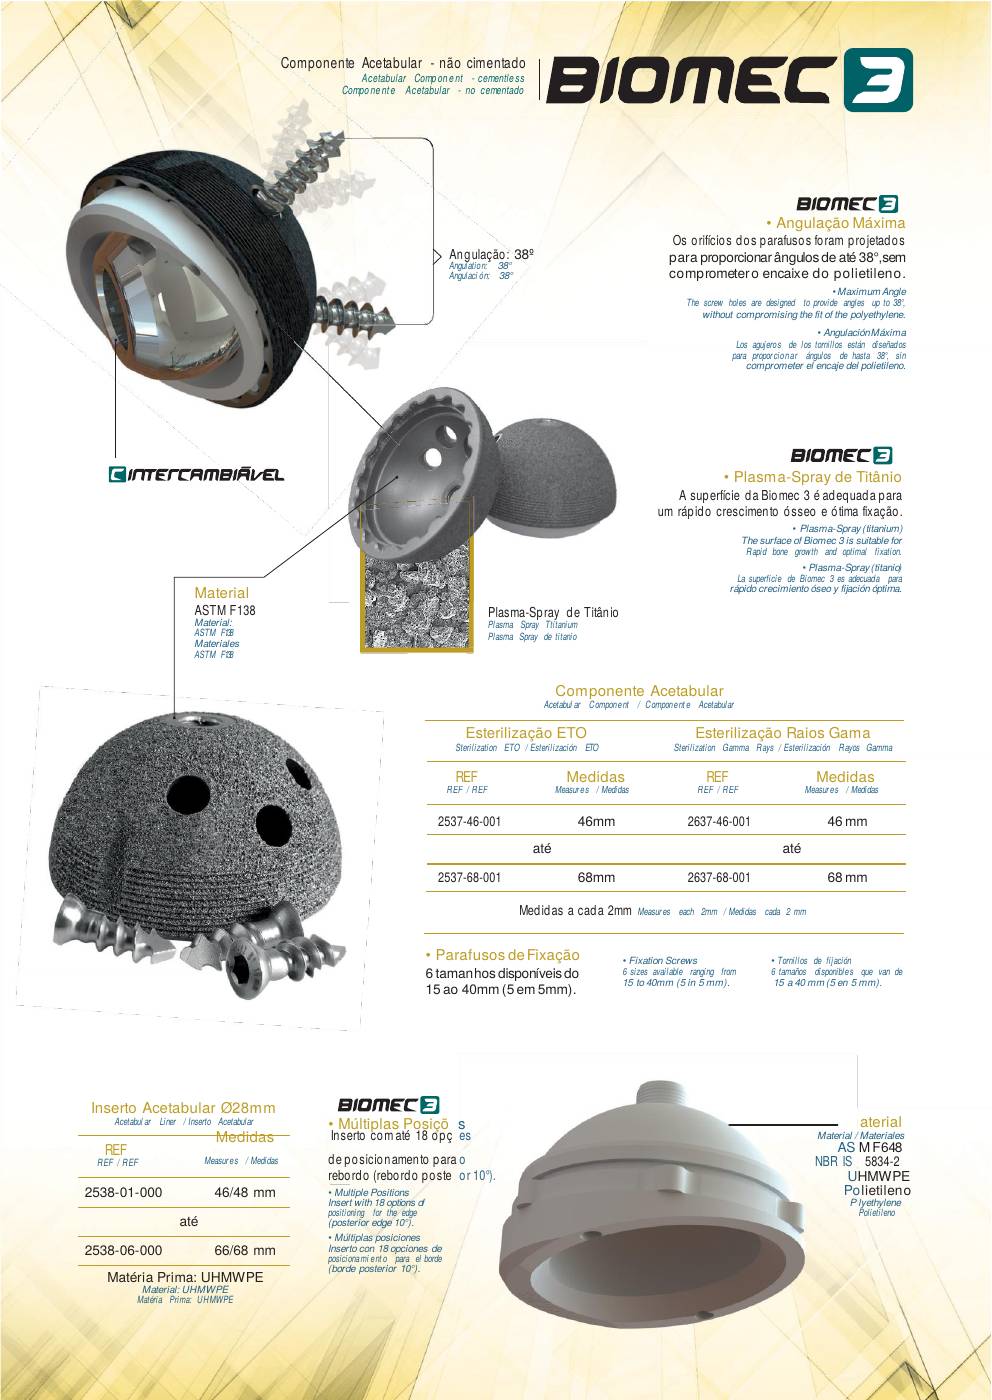 Componente Acetabular - não cimentado
Acetabular Component - cementless
Componente Acetabular - no cementado
BIOMEC 3
Angulação: 38º
Angulation: 38°
Angulación: 38°
BIOMEC 3
• Angulação Máxima
Os orifícios dos parafusos foram projetados
para proporcionar ângulos de até 38°,sem
comprometer o encaixe do polietileno.
• Maximum Angle
The screw holes are designed to provide angles up to 38°,
without compromising the fit of the polyethylene.
• Angulación Máxima
Los agujeros de los tornillos están diseñados
para proporcionar ángulos de hasta 38°, sin
comprometer el encaje del polietileno.
C INTERCAMBIÁVEL
BIOMEC 3
• Plasma-Spray de Titânio
A superfície da Biomec 3 é adequada para
um rápido crescimento ósseo e ótima fixação.
• Plasma-Spray (titanium)
The surface of Biomec 3 is suitable for
Rapid bone growth and optimal fixation.
• Plasma-Spray (titanio)
La superficie de Biomec 3 es adecuada para
rápido crecimiento óseo y fijación óptima.
Material
ASTM F138
Material:
ASTM F138
Materiales
ASTM F138
Plasma-Spray de Titânio
Plasma Spray Ttitanium
Plasma Spray de titanio
Componente Acetabular
Acetabular Component / Componente Acetabular
Esterilização ETO Esterilização Raios Gama
Sterilization ETO / Esterilización ETO Sterilization Gamma Rays / Esterilización Rayos Gamma
REF Medidas REF Medidas
REF / REF Measures / Medidas REF / REF Measures / Medidas
2537-46-001 46mm 2637-46-001 46 mm
até até
2537-68-001 68mm 2637-68-001 68 mm
Medidas a cada 2mm Measures each 2mm / Medidas cada 2 mm
• Parafusos de Fixação
6 tamanhos disponíveis do
15 ao 40mm (5 em 5mm).
• Fixation Screws
6 sizes available ranging from
15 to 40mm (5 in 5 mm).
• Tornillos de fijación
6 tamaños disponibles que van de
15 a 40 mm (5 en 5 mm).
Inserto Acetabular Ø28mm
Acetabular Liner / Inserto Acetabular
REF Medidas
REF / REF Measures / Medidas
2538-01-000 46/48 mm
até
2538-06-000 66/68 mm
Matéria Prima: UHMWPE
Material: UHMWPE
Matéria Prima: UHMWPE
BIOMEC 3
• Múltiplas Posiçõ s
Inserto com até 18 opç es
de posicionamento para o
rebordo (rebordo poste or 10°).
• Multiple Positions
Insert with 18 options of
positioning for the edge
(posterior edge 10°).
• Múltiplas posiciones
Inserto con 18 opciones de
posicionamiento para el borde
(borde posterior 10°).
aterial
Material / Materiales
AS M F648
NBR IS 5834-2
UHMWPE
Polietileno
P lyethylene
Polietileno